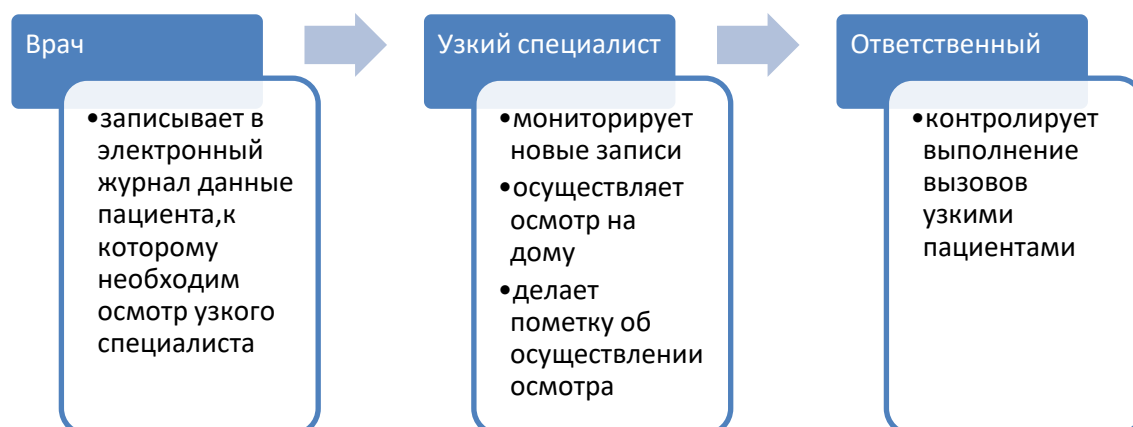 Врач
•записывает в
электронный
журнал данные
пациента,к
которому
необходим
осмотр узкого
специалиста
Узкий специалист
•мониторирует
новые записи
•осуществляет
осмотр на
дому
•делает
пометку об
осуществлении
осмотра
Ответственный
•контролирует
выполнение
вызовов
узкими
пациентами